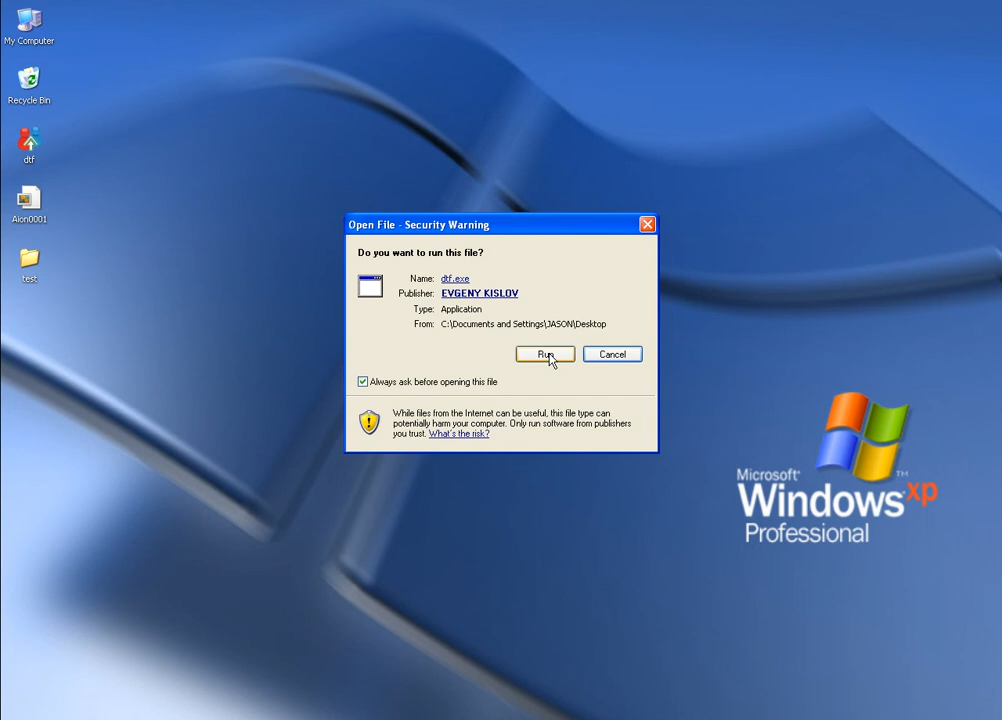 My Computer
Recycle Bin
dtf
Aion0001
test
Open File - Security Warning
Do you want to run this file?
Name: dtf.exe
Publisher: EVGENY KISLOV
Type: Application
From: C:\Documents and Settings\JASON\Desktop
Run Cancel
Always ask before opening this file
While files from the Internet can be useful, this file type can
potentially harm your computer. Only run software from publishers
you trust. What's the risk?
Microsoft®
Windows xp
TM
Professional